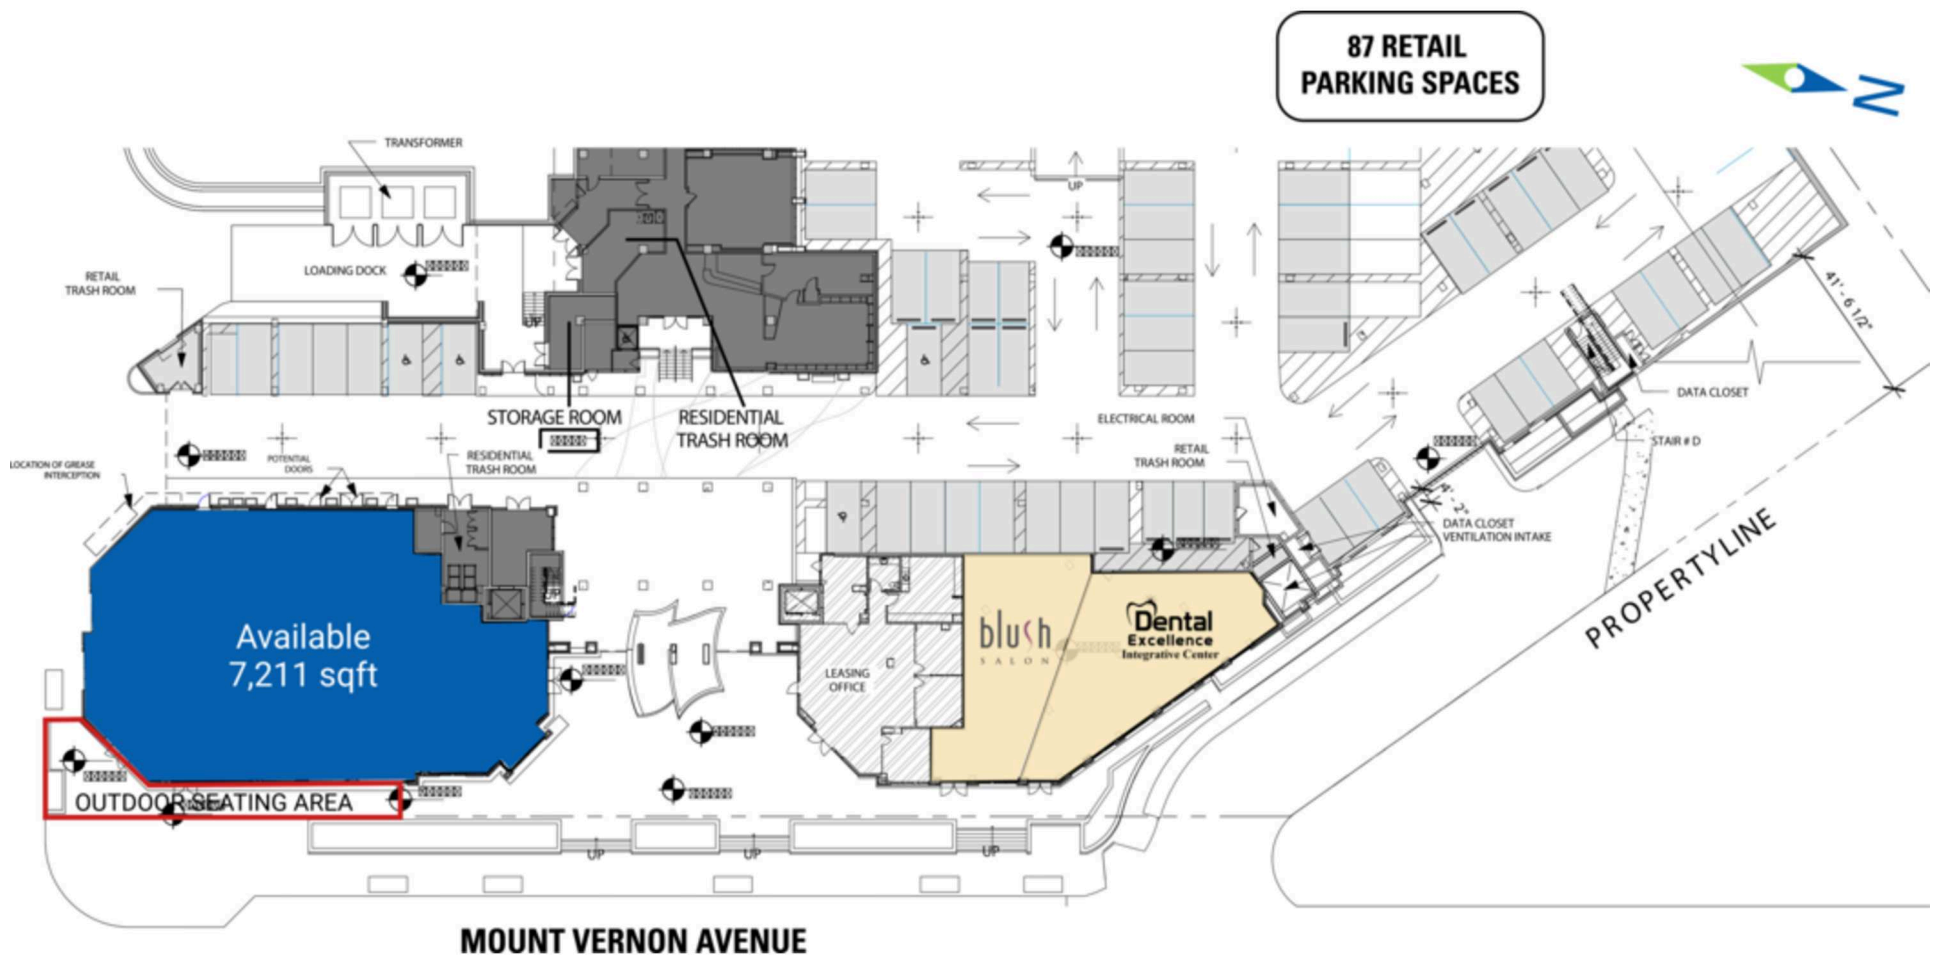 87 RETAIL
PARKING SPACES
N
TRANSFORMER
UP
LOADING DOCK
RETAIL
TRASH ROOM
UP
41' - 6 1/2"
DATA CLOSET
STORAGE ROOM
RESIDENTIAL
TRASH ROOM
ELECTRICAL ROOM
STAIR # D
RETAIL
TRASH ROOM
LOCATION OF GREASE
INTERCEPTION
POTENTIAL
DOORS
RESIDENTIAL
TRASH ROOM
4' - 2"
DATA CLOSET
VENTILATION INTAKE
PROPERTYLINE
UP
Available
7,211 sqft
blush
SALON
Dental
Excellence
Integrative Center
LEASING
OFFICE
OUTDOOR SEATING AREA
UP
UP
UP
MOUNT VERNON AVENUE